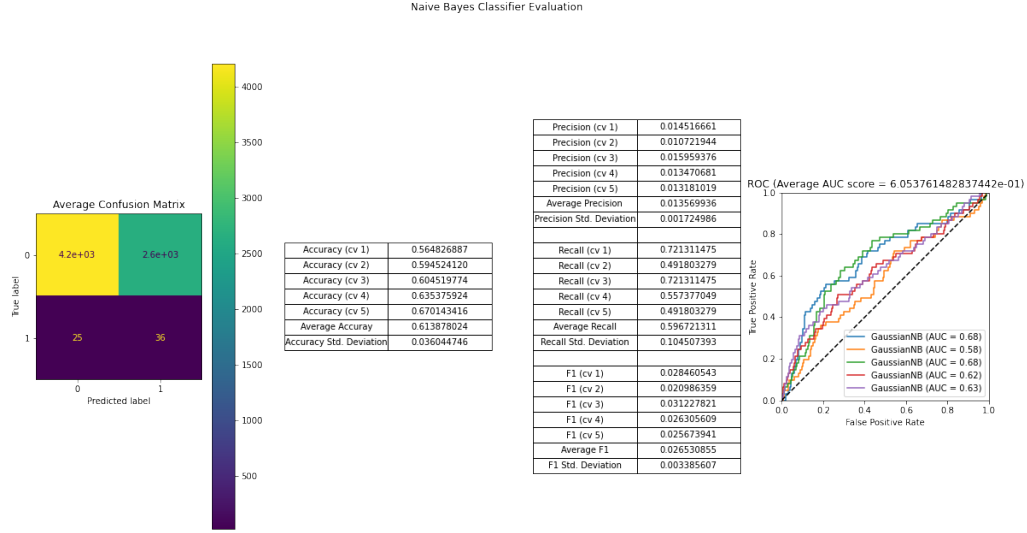 Naive Bayes Classifier Evaluation
Average Confusion Matrix
True label
0
1
4.2e+03
2.6e+03
25
36
0
1
Predicted label
4000
3500
3000
2500
2000
1500
1000
500
Accuracy (cv 1) 0.564826887
Accuracy (cv 2) 0.594524120
Accuracy (cv 3) 0.604519774
Accuracy (cv 4) 0.635375924
Accuracy (cv 5) 0.670143416
Average Accuray 0.613878024
Accuracy Std. Deviation 0.036044746
Precision (cv 1) 0.014516661
Precision (cv 2) 0.010721944
Precision (cv 3) 0.015959376
Precision (cv 4) 0.013470681
Precision (cv 5) 0.013181019
Average Precision 0.013569936
Precision Std. Deviation 0.001724986
Recall (cv 1) 0.721311475
Recall (cv 2) 0.491803279
Recall (cv 3) 0.721311475
Recall (cv 4) 0.557377049
Recall (cv 5) 0.491803279
Average Recall 0.596721311
Recall Std. Deviation 0.104507393
F1 (cv 1) 0.028460543
F1 (cv 2) 0.020986359
F1 (cv 3) 0.031227821
F1 (cv 4) 0.026305609
F1 (cv 5) 0.025673941
Average F1 0.026530855
F1 Std. Deviation 0.003385607
ROC (Average AUC score = 6.053761482837442e-01)
True Positive Rate
1.0
0.8
0.6
0.4
0.2
0.0
GaussianNB (AUC = 0.68)
GaussianNB (AUC = 0.58)
GaussianNB (AUC = 0.68)
GaussianNB (AUC = 0.62)
GaussianNB (AUC = 0.63)
0.0
0.2
0.4
0.6
0.8
1.0
False Positive Rate